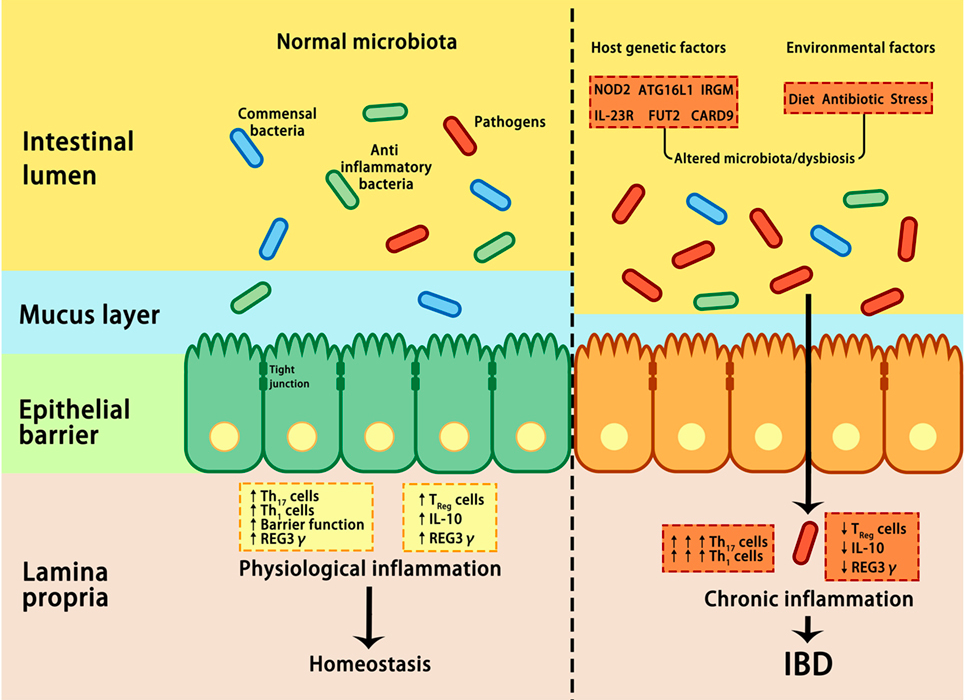 Normal microbiota
Intestinal
lumen
Commensal
bacteria
Anti
inflammatory
bacteria
Pathogens
Mucus layer
Tight
junction
Epithelial
barrier
Lamina
propria
↑ Th17 cells
↑ Th1 cells
↑ Barrier function
↑ REG3 γ
↑ TReg cells
↑ IL-10
↑ REG3 γ
Physiological inflammation
Homeostasis
Host genetic factors
NOD2 ATG16L1 IRGM
IL-23R FUT2 CARD9
Environmental factors
Diet Antibiotic Stress
Altered microbiota/dysbiosis
↑ ↑ ↑ Th17 cells
↑ ↑ ↑ Th1 cells
↓ TReg cells
↓ IL-10
↓ REG3 γ
Chronic inflammation
IBD